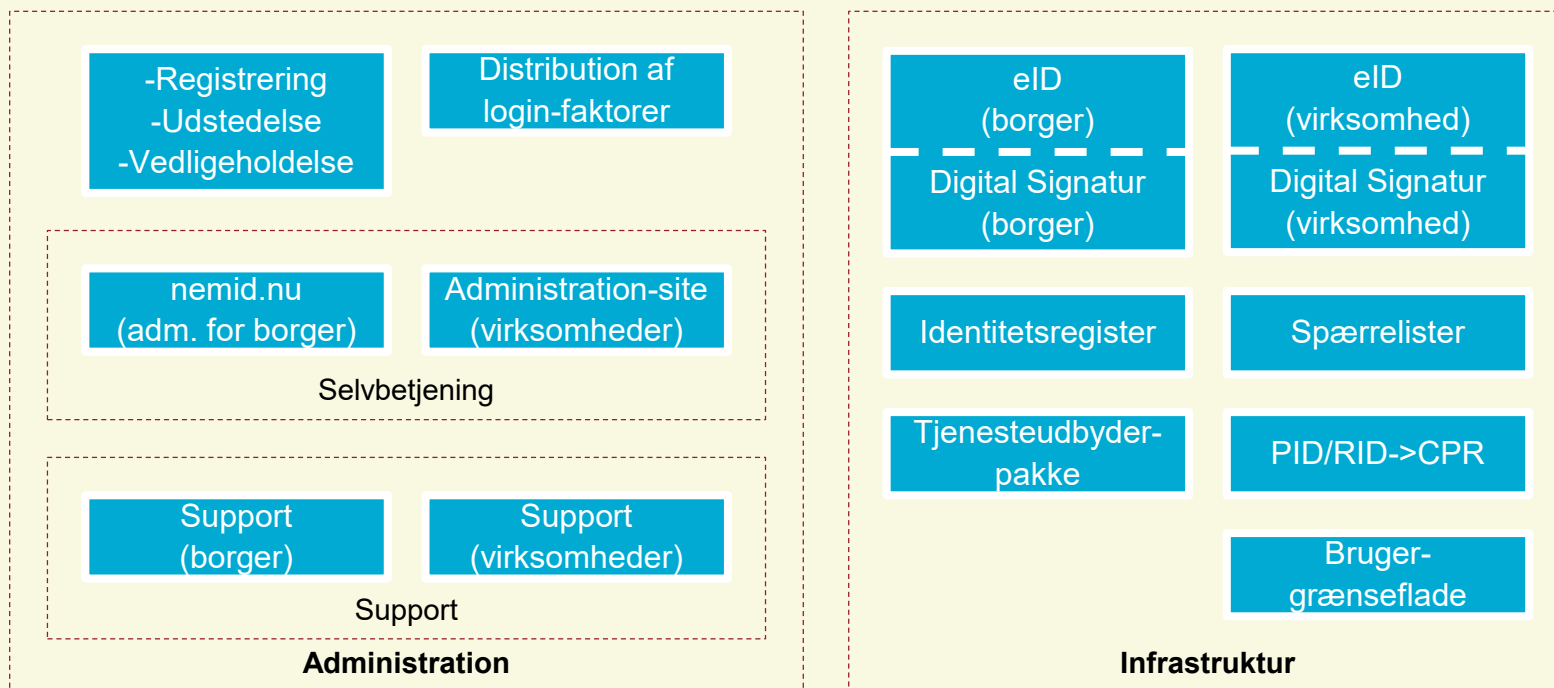 -Registrering
-Udstedelse
-Vedligeholdelse
Distribution af
login-faktorer
nemid.nu
(adm. for borger)
Administration-site
(virksomheder)
Selvbetjening
Support
(borger)
Support
(virksomheder)
Support
Administration
eID
(borger)
Digital Signatur
(borger)
eID
(virksomhed)
Digital Signatur
(virksomhed)
Identitetsregister
Spærrelister
Tjenesteudbyder-
pakke
PID/RID->CPR
Bruger-
grænseflade
Infrastruktur